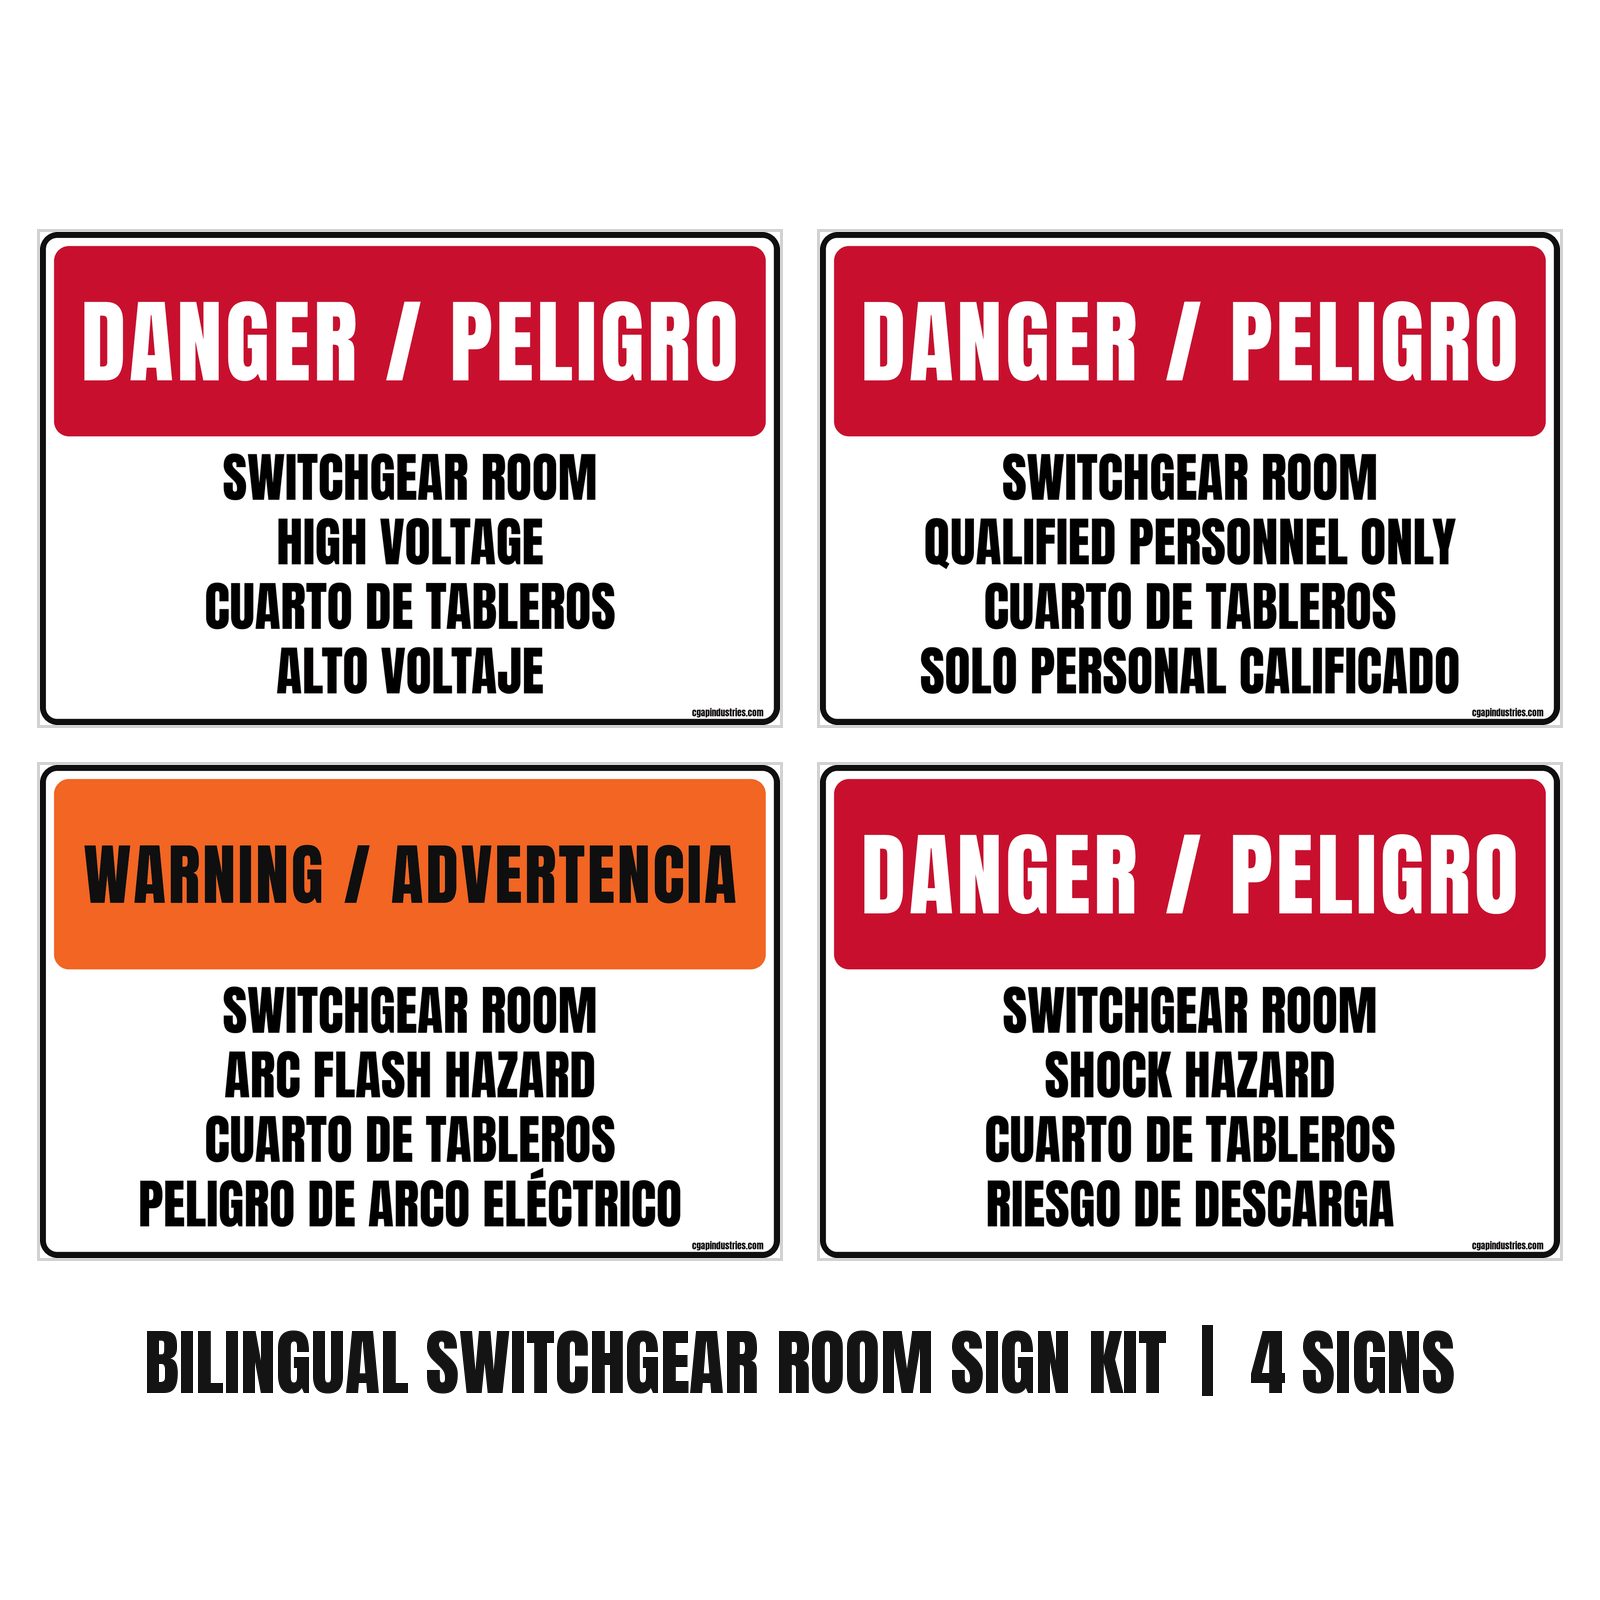 DANGER / PELIGRO
SWITCHGEAR ROOM
HIGH VOLTAGE
CUARTO DE TABLEROS
ALTO VOLTAJE
cgapindustries.com
DANGER / PELIGRO
SWITCHGEAR ROOM
QUALIFIED PERSONNEL ONLY
CUARTO DE TABLEROS
SOLO PERSONAL CALIFICADO
cgapindustries.com
WARNING / ADVERTENCIA
SWITCHGEAR ROOM
ARC FLASH HAZARD
CUARTO DE TABLEROS
PELIGRO DE ARCO ELÉCTRICO
cgapindustries.com
DANGER / PELIGRO
SWITCHGEAR ROOM
SHOCK HAZARD
CUARTO DE TABLEROS
RIESGO DE DESCARGA
cgapindustries.com
BILINGUAL SWITCHGEAR ROOM SIGN KIT | 4 SIGNS